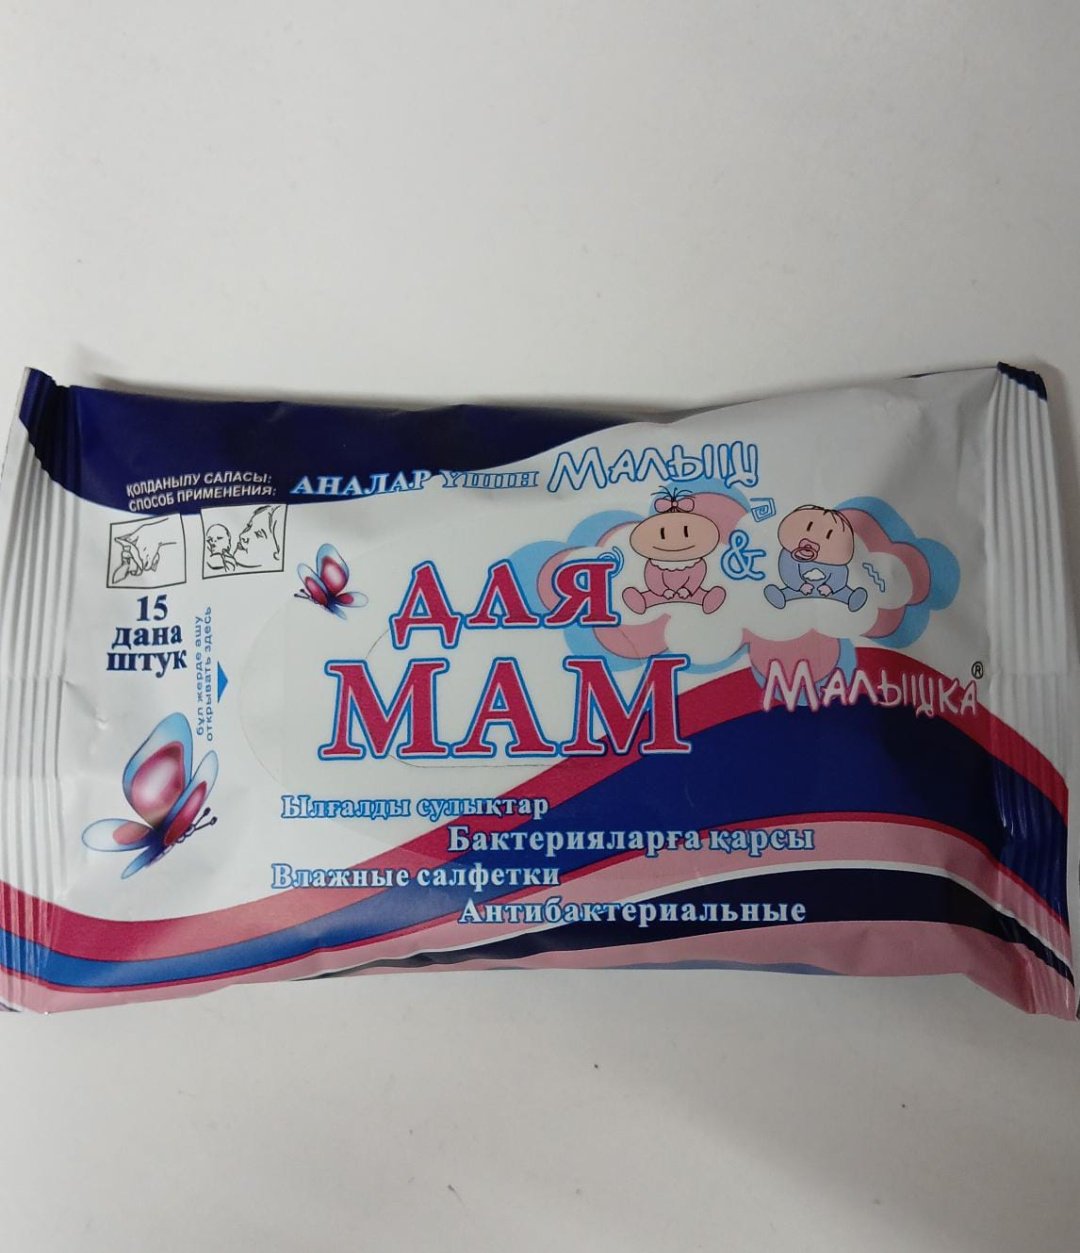 ҚОЛДАНЫЛУ САЛАСЫ:
СПОСОБ ПРИМЕНЕНИЯ:
АНАЛАР ҮШІН
МАЛЫШ
&
МАЛЫШКА®
15
ДАНА
ШТУК
бұл жерде ашу
открывать здесь
ДЛЯ
МАМ
Ылғалды сулықтар
Бактерияларға қарсы
Влажные салфетки
Антибактериальные